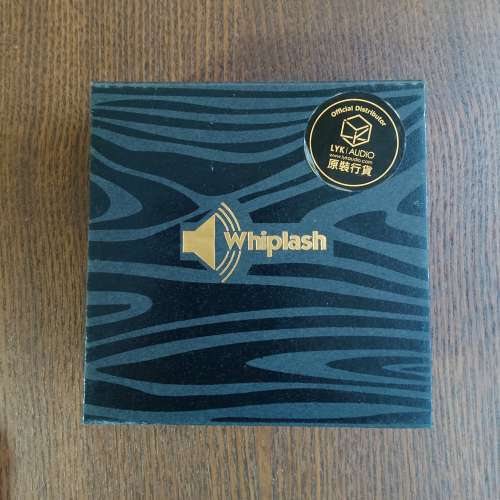 Official Distributor
LYK AUDIO
www.lykaudio.com
原裝行貨
Whiplash